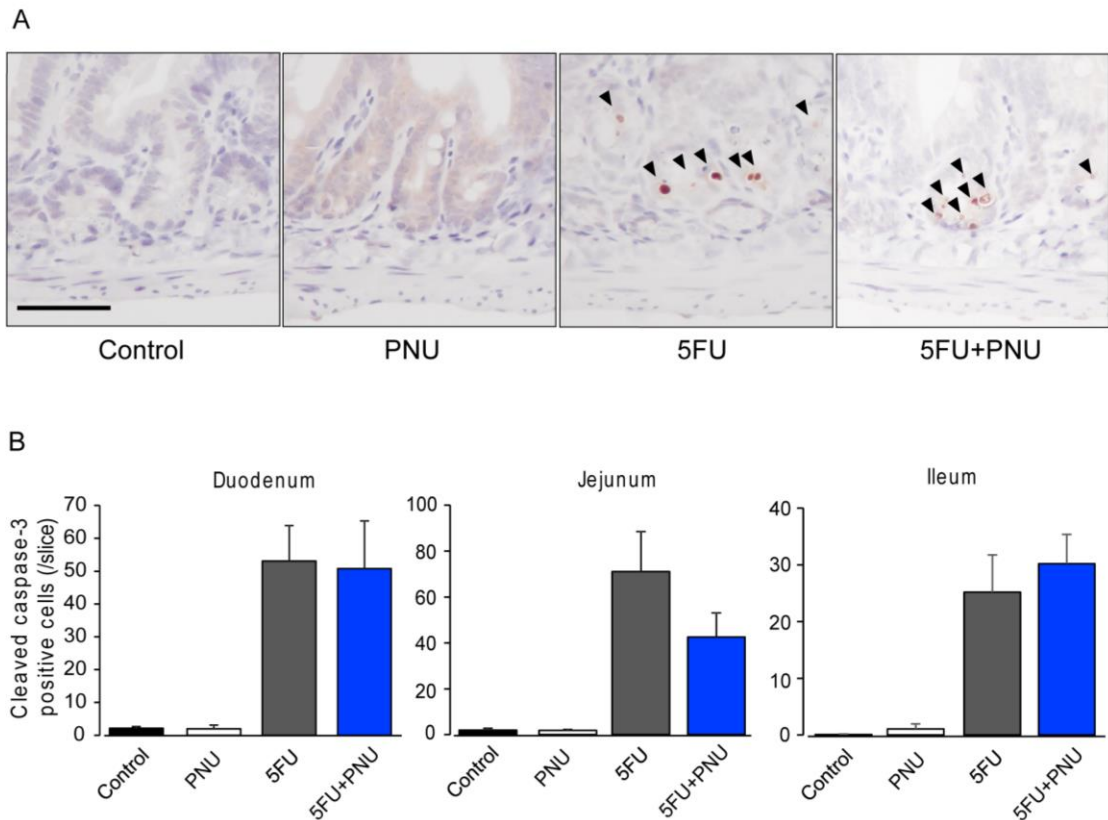 A
Control PNU 5FU 5FU+PNU
B
Cleaved caspase-3
positive cells (/slice)
Duodenum
70
60
50
40
30
20
10
0
Control PNU 5FU 5FU+PNU
Jejunum
100
80
60
40
20
0
Control PNU 5FU 5FU+PNU
Ileum
40
30
20
10
0
Control PNU 5FU 5FU+PNU